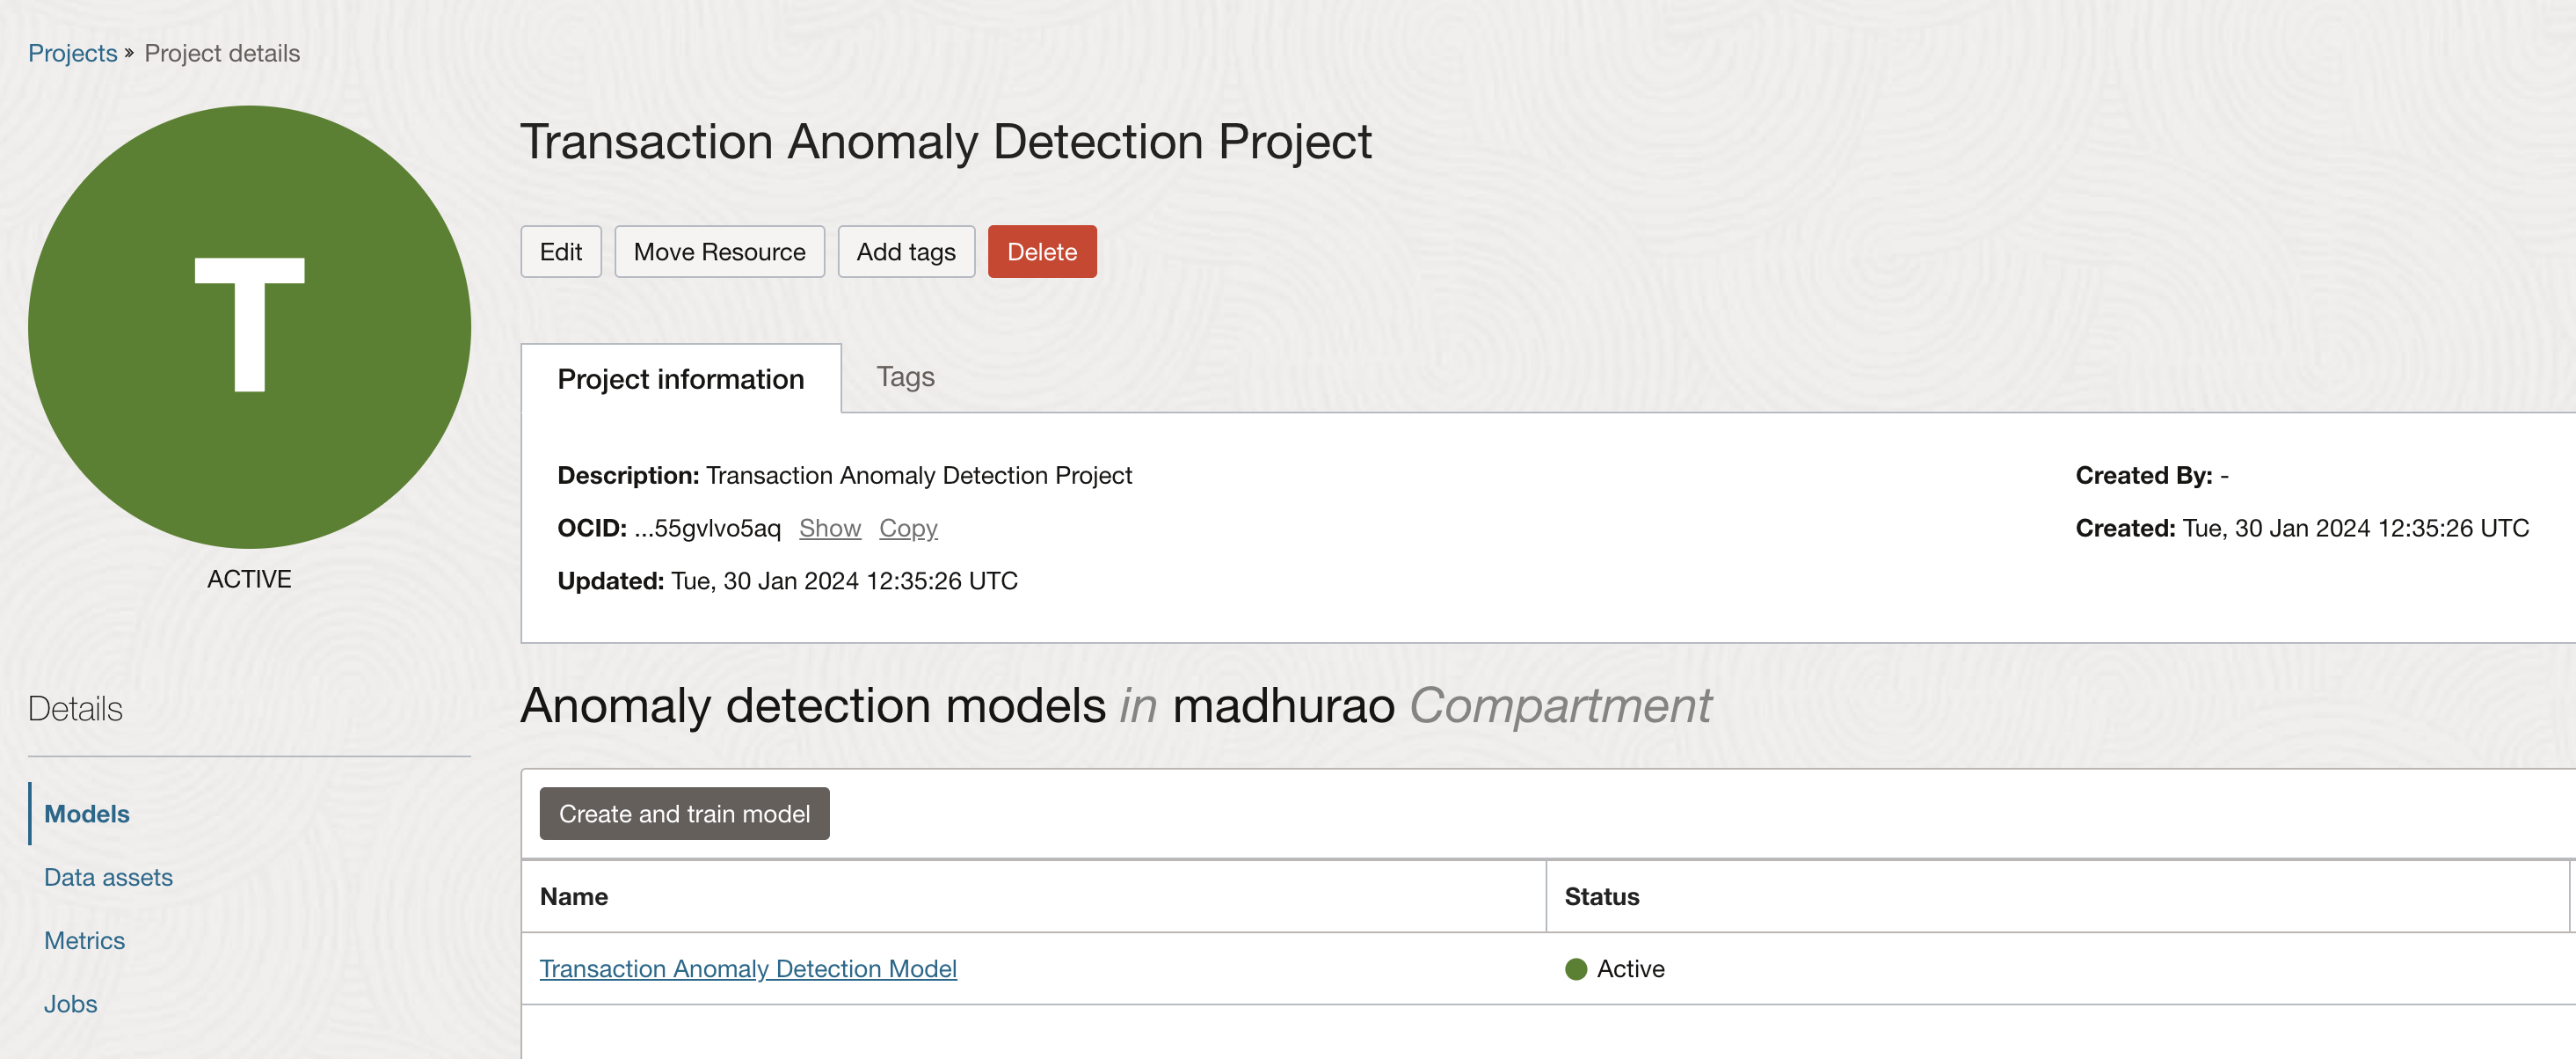 Projects » Project details
T
ACTIVE
Transaction Anomaly Detection Project
Edit Move Resource Add tags Delete
Project information Tags
Description: Transaction Anomaly Detection Project
Created By: -
OCID: ...55gvlvo5aq Show Copy
Created: Tue, 30 Jan 2024 12:35:26 UTC
Updated: Tue, 30 Jan 2024 12:35:26 UTC
Details
Models
Data assets
Metrics
Jobs
Anomaly detection models in madhurao Compartment
Create and train model
Name Status
Transaction Anomaly Detection Model Active